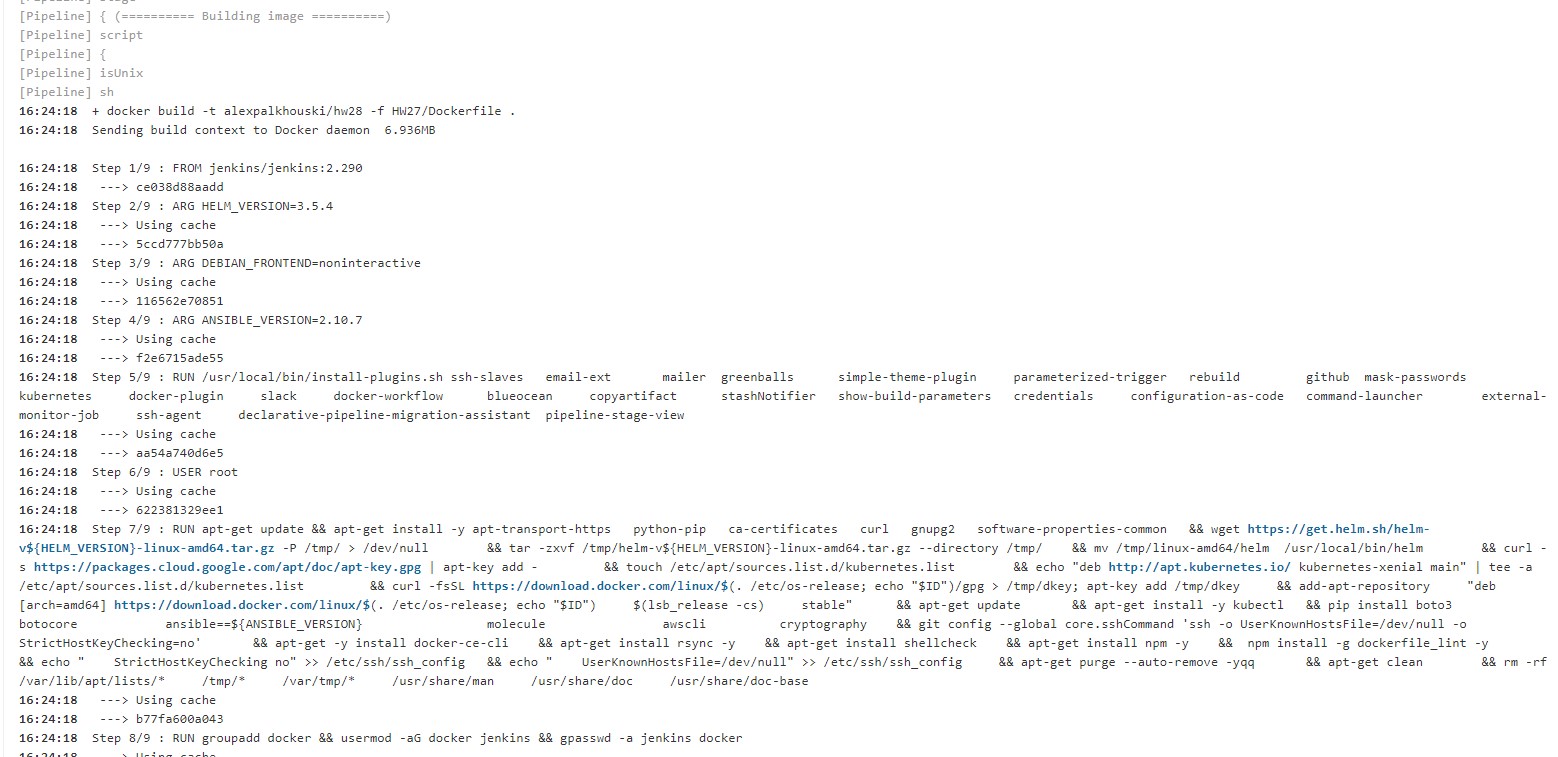 [Pipeline] stage
[Pipeline] { (========== Building image ==========)
[Pipeline] script
[Pipeline] {
[Pipeline] isUnix
[Pipeline] sh
16:24:18 + docker build -t alexpalkhouski/hw28 -f HW27/Dockerfile .
16:24:18 Sending build context to Docker daemon 6.936MB
16:24:18 Step 1/9 : FROM jenkins/jenkins:2.290
16:24:18 ---> ce038d88aadd
16:24:18 Step 2/9 : ARG HELM_VERSION=3.5.4
16:24:18 ---> Using cache
16:24:18 ---> 5ccd777bb50a
16:24:18 Step 3/9 : ARG DEBIAN_FRONTEND=noninteractive
16:24:18 ---> Using cache
16:24:18 ---> 116562e70851
16:24:18 Step 4/9 : ARG ANSIBLE_VERSION=2.10.7
16:24:18 ---> Using cache
16:24:18 ---> f2e6715ade55
16:24:18 Step 5/9 : RUN /usr/local/bin/install-plugins.sh ssh-slaves email-ext mailer greenballs simple-theme-plugin parameterized-trigger rebuild github mask-passwords
kubernetes docker-plugin slack docker-workflow blueocean copyartifact stashNotifier show-build-parameters credentials configuration-as-code command-launcher external-
monitor-job ssh-agent declarative-pipeline-migration-assistant pipeline-stage-view
16:24:18 ---> Using cache
16:24:18 ---> aa54a740d6e5
16:24:18 Step 6/9 : USER root
16:24:18 ---> Using cache
16:24:18 ---> 622381329ee1
16:24:18 Step 7/9 : RUN apt-get update && apt-get install -y apt-transport-https python-pip ca-certificates curl gnupg2 software-properties-common && wget https://get.helm.sh/helm-
v${HELM_VERSION}-linux-amd64.tar.gz -P /tmp/ > /dev/null && tar -zxvf /tmp/helm-v${HELM_VERSION}-linux-amd64.tar.gz --directory /tmp/ && mv /tmp/linux-amd64/helm /usr/local/bin/helm && curl -
s https://packages.cloud.google.com/apt/doc/apt-key.gpg | apt-key add - && touch /etc/apt/sources.list.d/kubernetes.list && echo "deb http://apt.kubernetes.io/ kubernetes-xenial main" | tee -a
/etc/apt/sources.list.d/kubernetes.list && curl -fsSL https://download.docker.com/linux/$(. /etc/os-release; echo "$ID")/gpg > /tmp/dkey; apt-key add /tmp/dkey && add-apt-repository "deb
[arch=amd64] https://download.docker.com/linux/$(. /etc/os-release; echo "$ID") $(lsb_release -cs) stable" && apt-get update && apt-get install -y kubectl && pip install boto3
botocore ansible==${ANSIBLE_VERSION} molecule awscli cryptography && git config --global core.sshCommand 'ssh -o UserKnownHostsFile=/dev/null -o
StrictHostKeyChecking=no' && apt-get -y install docker-ce-cli && apt-get install rsync -y && apt-get install shellcheck && apt-get install npm -y && npm install -g dockerfile_lint -y
&& echo " StrictHostKeyChecking no" >> /etc/ssh/ssh_config && echo " UserKnownHostsFile=/dev/null" >> /etc/ssh/ssh_config && apt-get purge --auto-remove -yqq && apt-get clean && rm -rf
/var/lib/apt/lists/* /tmp/* /var/tmp/* /usr/share/man /usr/share/doc /usr/share/doc-base
16:24:18 ---> Using cache
16:24:18 ---> b77fa600a043
16:24:18 Step 8/9 : RUN groupadd docker && usermod -aG docker jenkins && gpasswd -a jenkins docker
16:24:18 ---> Using cache